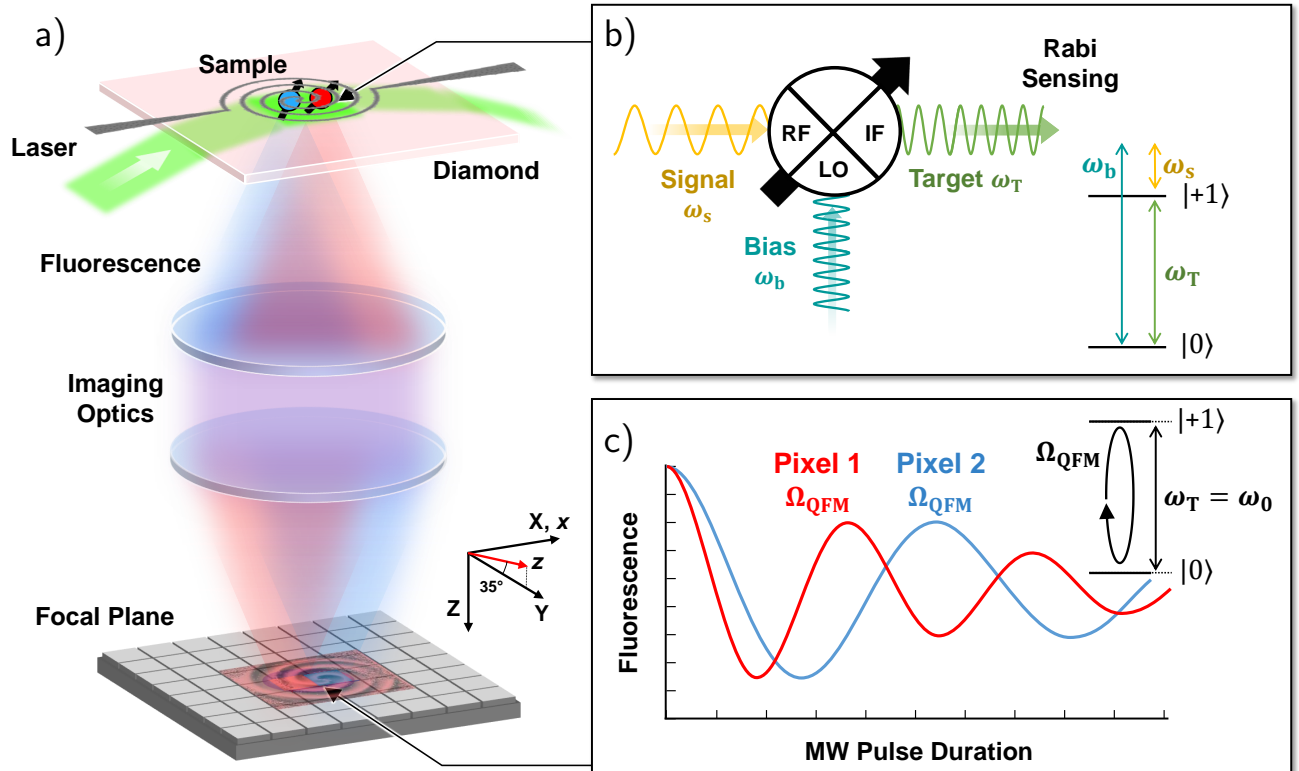 a)
Sample
Laser
Diamond
Fluorescence
Imaging
Optics
X, x
z
35°
Z
Y
Focal Plane
b)
Rabi
Sensing
RF
IF
LO
Signal
ωs
Target ωT
Bias
ωb
ωb
ωs
|+1⟩
ωT
|0⟩
c)
Pixel 1
ΩQFM
Pixel 2
ΩQFM
|+1⟩
ΩQFM
ωT = ω0
|0⟩
Fluorescence
MW Pulse Duration